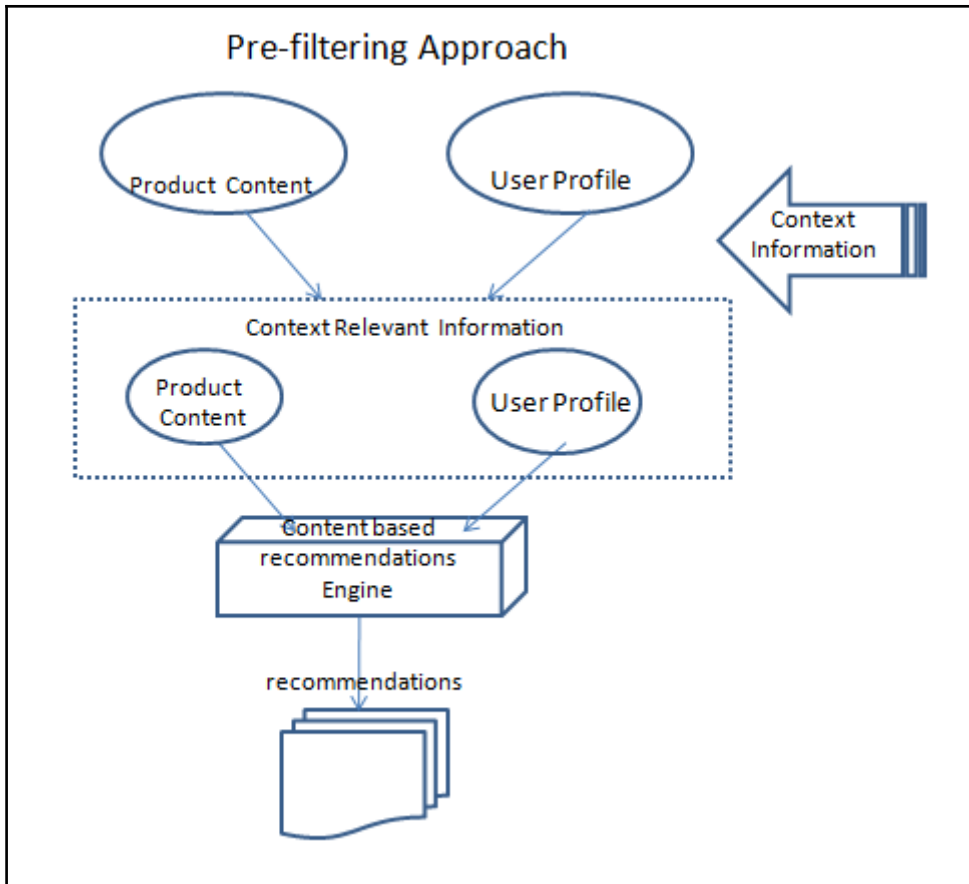 Pre-filtering Approach
Product Content
User Profile
Context
Information
Context Relevant Information
Product
Content
User Profile
Content based
recommendations
Engine
recommendations